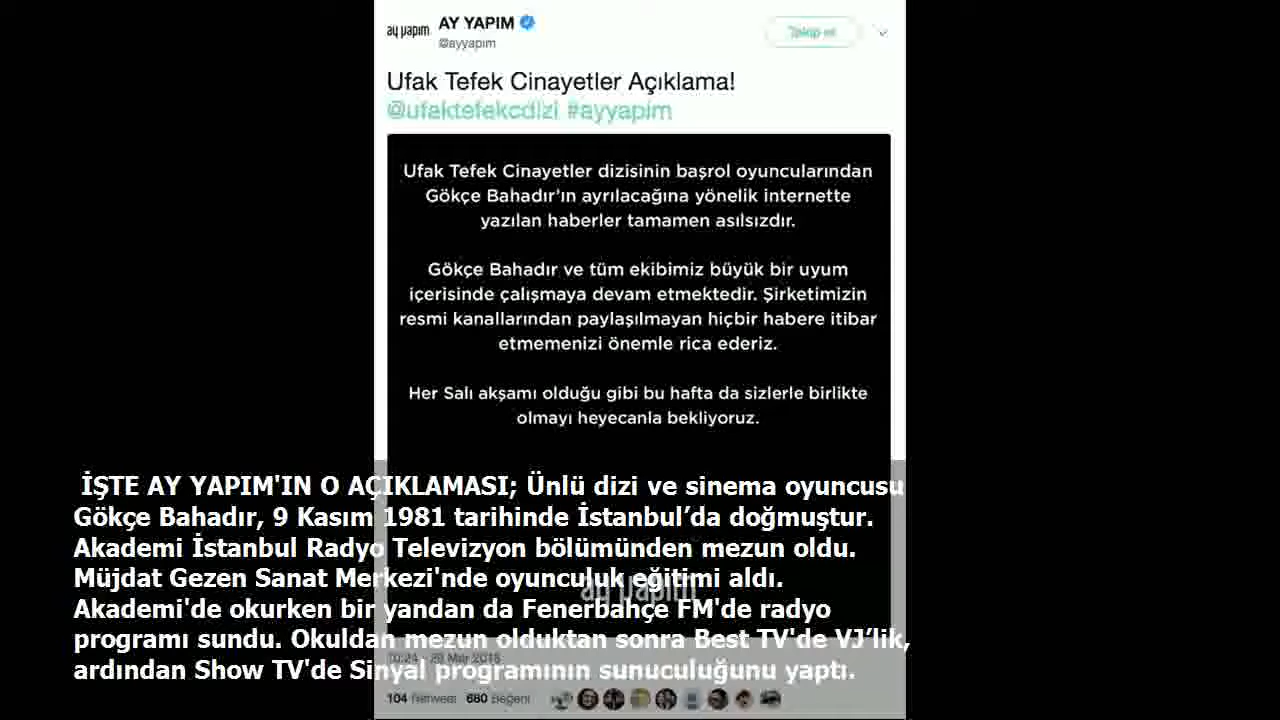 ay yapım
AY YAPIM
@ayyapim
Takip et
Ufak Tefek Cinayetler Açıklama!
@ufaktefekcdizi #ayyapim
Ufak Tefek Cinayetler dizisinin başrol oyuncularından
Gökçe Bahadır’ın ayrılacağına yönelik internette
yazılan haberler tamamen asılsızdır.
Gökçe Bahadır ve tüm ekibimiz büyük bir uyum
içerisinde çalışmaya devam etmektedir. Şirketimizin
resmi kanallarından paylaşılmayan hiçbir habere itibar
etmemenizi önemle rica ederiz.
Her Salı akşamı olduğu gibi bu hafta da sizlerle birlikte
olmayı heyecanla bekliyoruz.
İŞTE AY YAPIM'IN O AÇIKLAMASI; Ünlü dizi ve sinema oyuncusu
Gökçe Bahadır, 9 Kasım 1981 tarihinde İstanbul’da doğmuştur.
Akademi İstanbul Radyo Televizyon bölümünden mezun oldu.
Müjdat Gezen Sanat Merkezi'nde oyunculuk eğitimi aldı.
ay yapım
Akademi'de okurken bir yandan da Fenerbahçe FM'de radyo
programı sundu. Okuldan mezun olduktan sonra Best TV'de VJ’lik,
ardından Show TV'de Sinyal programının sunuculuğunu yaptı.
104 Retweet 680 Beğeni